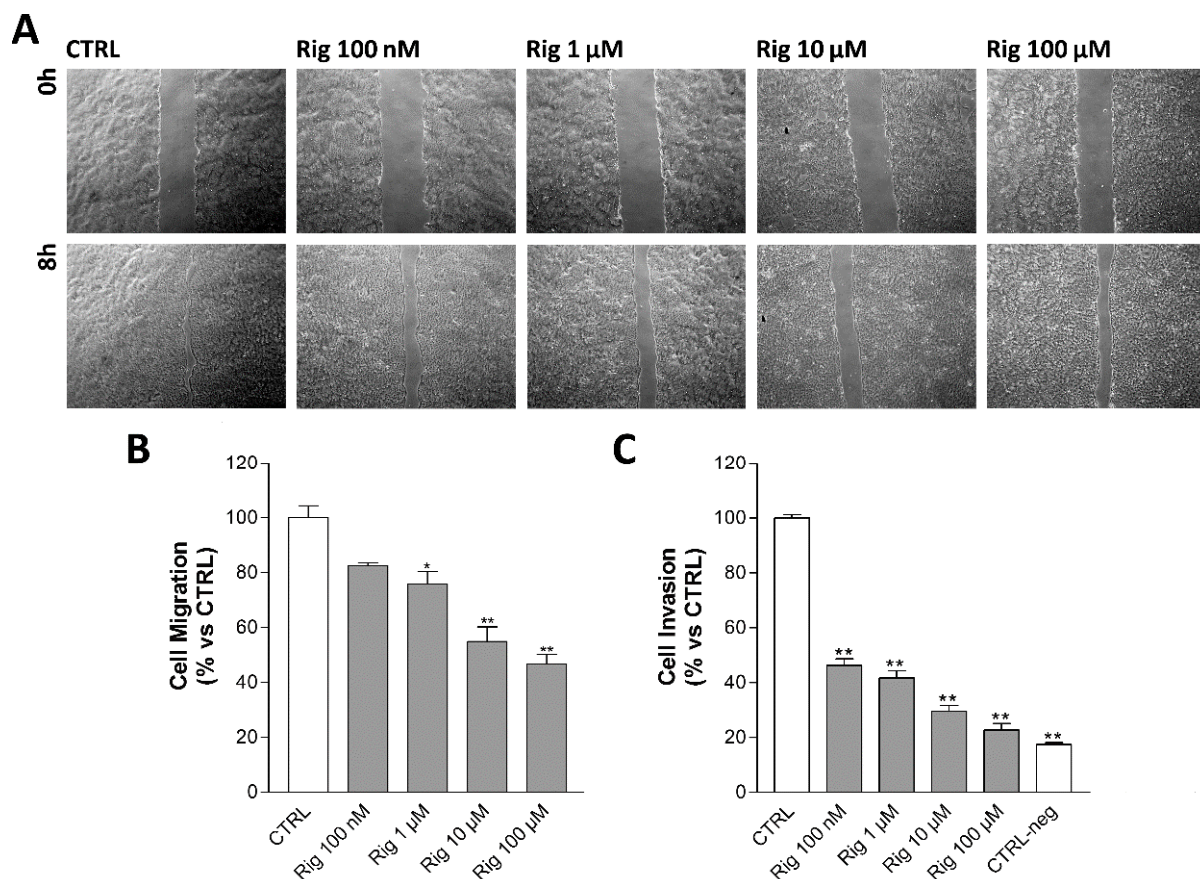 A
CTRL
Rig 100 nM
Rig 1 µM
Rig 10 µM
Rig 100 µM
0h
8h
B
Cell Migration
(% vs CTRL)
120
100
80
60
40
20
0
*
**
**
CTRL
Rig 100 nM
Rig 1 µM
Rig 10 µM
Rig 100 µM
C
Cell Invasion
(% vs CTRL)
120
100
80
60
40
20
0
**
**
**
**
**
CTRL
Rig 100 nM
Rig 1 µM
Rig 10 µM
Rig 100 µM
CTRL-neg